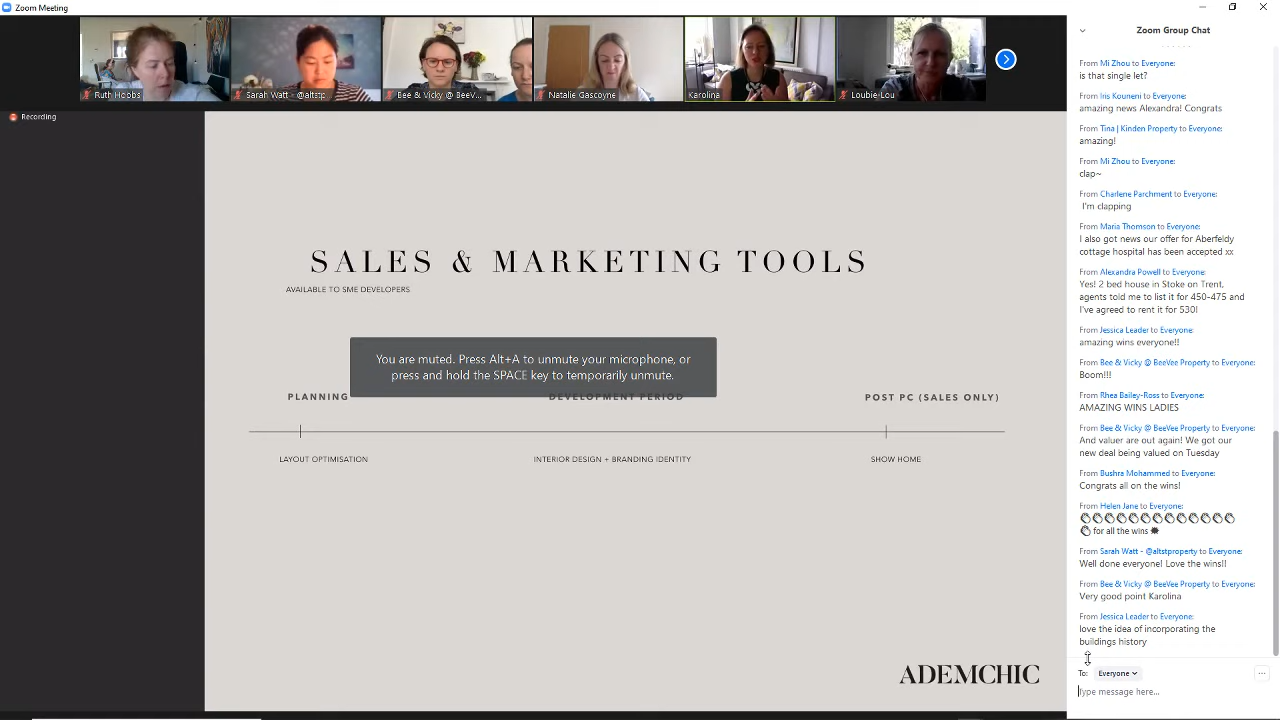 Zoom Meeting
Ruth Hobbs
Sarah Watt - @altstp
Bee & Vicky @ BeeV...
Natalie Gascoyne
Karolina
Loubie-Lou
Recording
SALES & MARKETING TOOLS
AVAILABLE TO SME DEVELOPERS
You are muted. Press Alt+A to unmute your microphone, or
press and hold the SPACE key to temporarily unmute.
PLANNING
DEVELOPMENT PERIOD
POST PC (SALES ONLY)
LAYOUT OPTIMISATION
INTERIOR DESIGN + BRANDING IDENTITY
SHOW HOME
ADEMCHIC
Zoom Group Chat
From Mi Zhou to Everyone:
is that single let?
From Iris Kouneni to Everyone:
amazing news Alexandra! Congrats
From Tina | Kinden Property to Everyone:
amazing!
From Mi Zhou to Everyone:
clap~
From Charlene Parchment to Everyone:
I'm clapping
From Maria Thomson to Everyone:
I also got news our offer for Aberfeldy
cottage hospital has been accepted xx
From Alexandra Powell to Everyone:
Yes! 2 bed house in Stoke on Trent,
agents told me to list it for 450-475 and
I've agreed to rent it for 530!
From Jessica Leader to Everyone:
amazing wins everyone!!
From Bee & Vicky @ BeeVee Property to Everyone:
Boom!!!
From Rhea Bailey-Ross to Everyone:
AMAZING WINS LADIES
From Bee & Vicky @ BeeVee Property to Everyone:
And valuer are out again! We got our
new deal being valued on Tuesday
From Bushra Mohammed to Everyone:
Congrats all on the wins!
From Helen Jane to Everyone:
👏👏👏👏👏👏👏👏👏👏👏👏👏
👏 for all the wins ✹
From Sarah Watt - @altstproperty to Everyone:
Well done everyone! Love the wins!!
From Bee & Vicky @ BeeVee Property to Everyone:
Very good point Karolina
From Jessica Leader to Everyone:
love the idea of incorporating the
buildings history
To: Everyone
Type message here...